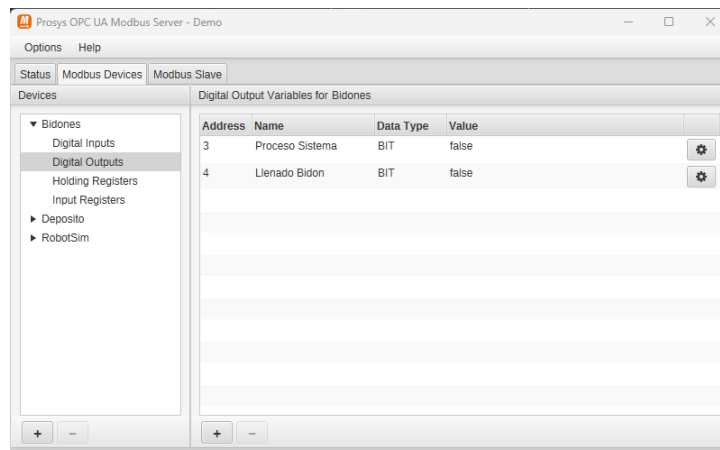 Prosys OPC UA Modbus Server - Demo
Options Help
Status Modbus Devices Modbus Slave
Devices
Digital Output Variables for Bidones
Bidones
Digital Inputs
Digital Outputs
Holding Registers
Input Registers
Deposito
RobotSim
Address Name Data Type Value
3 Proceso Sistema BIT false
4 Llenado Bidon BIT false
+ − + −